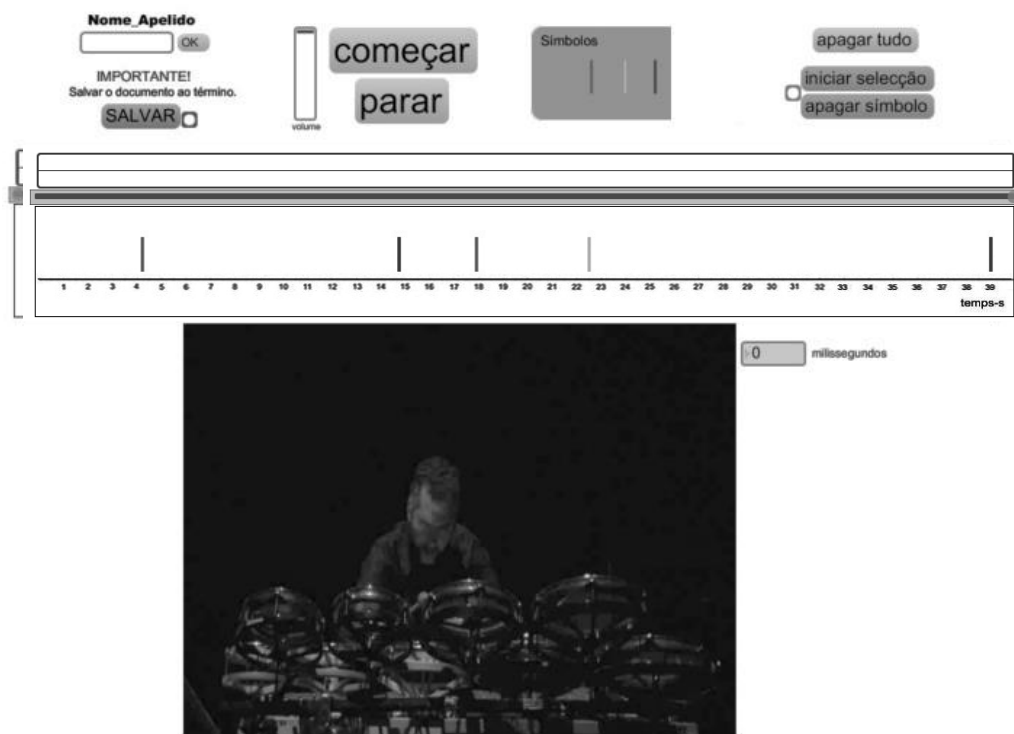 Nome_Apelido
OK
IMPORTANTE!
Salvar o documento ao término.
SALVAR
volume
começar
parar
Símbolos
apagar tudo
iniciar selecção
apagar símbolo
1 2 3 4 5 6 7 8 9 10 11 12 13 14 15 16 17 18 19 20 21 22 23 24 25 26 27 28 29 30 31 32 33 34 35 36 37 38 39
temps-s
0 milissegundos